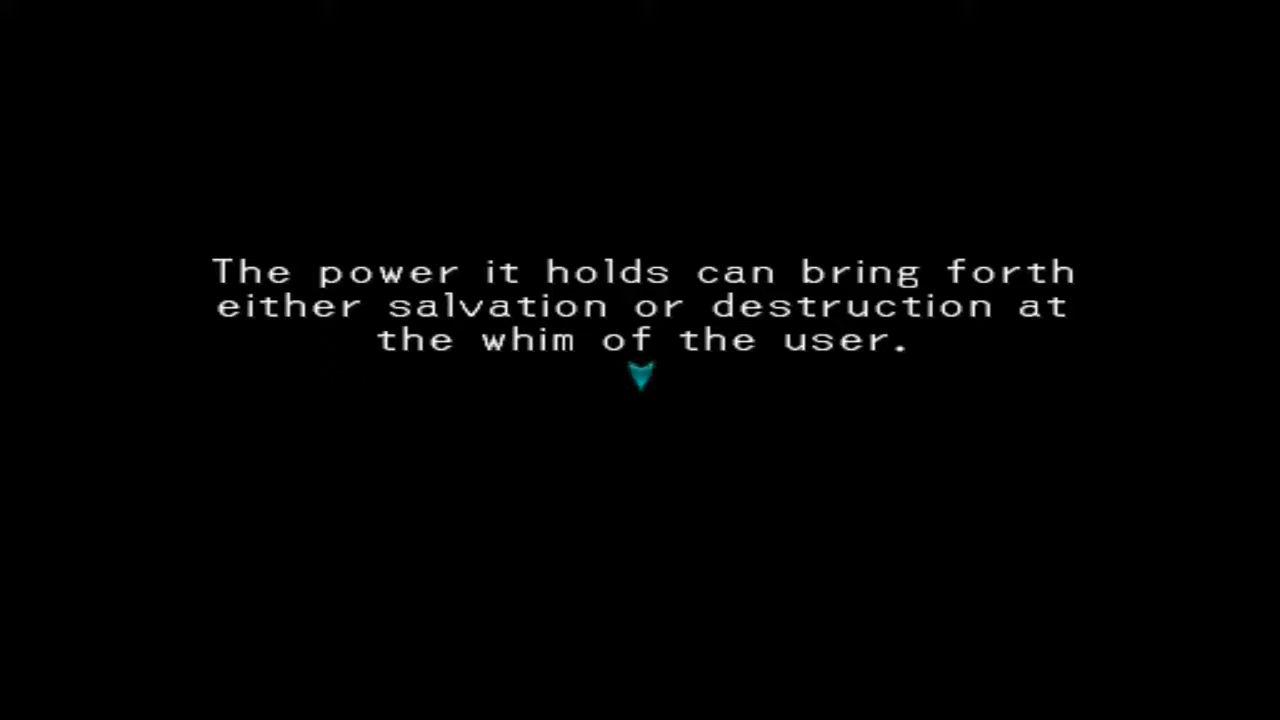 The power it holds can bring forth
either salvation or destruction at
the whim of the user.